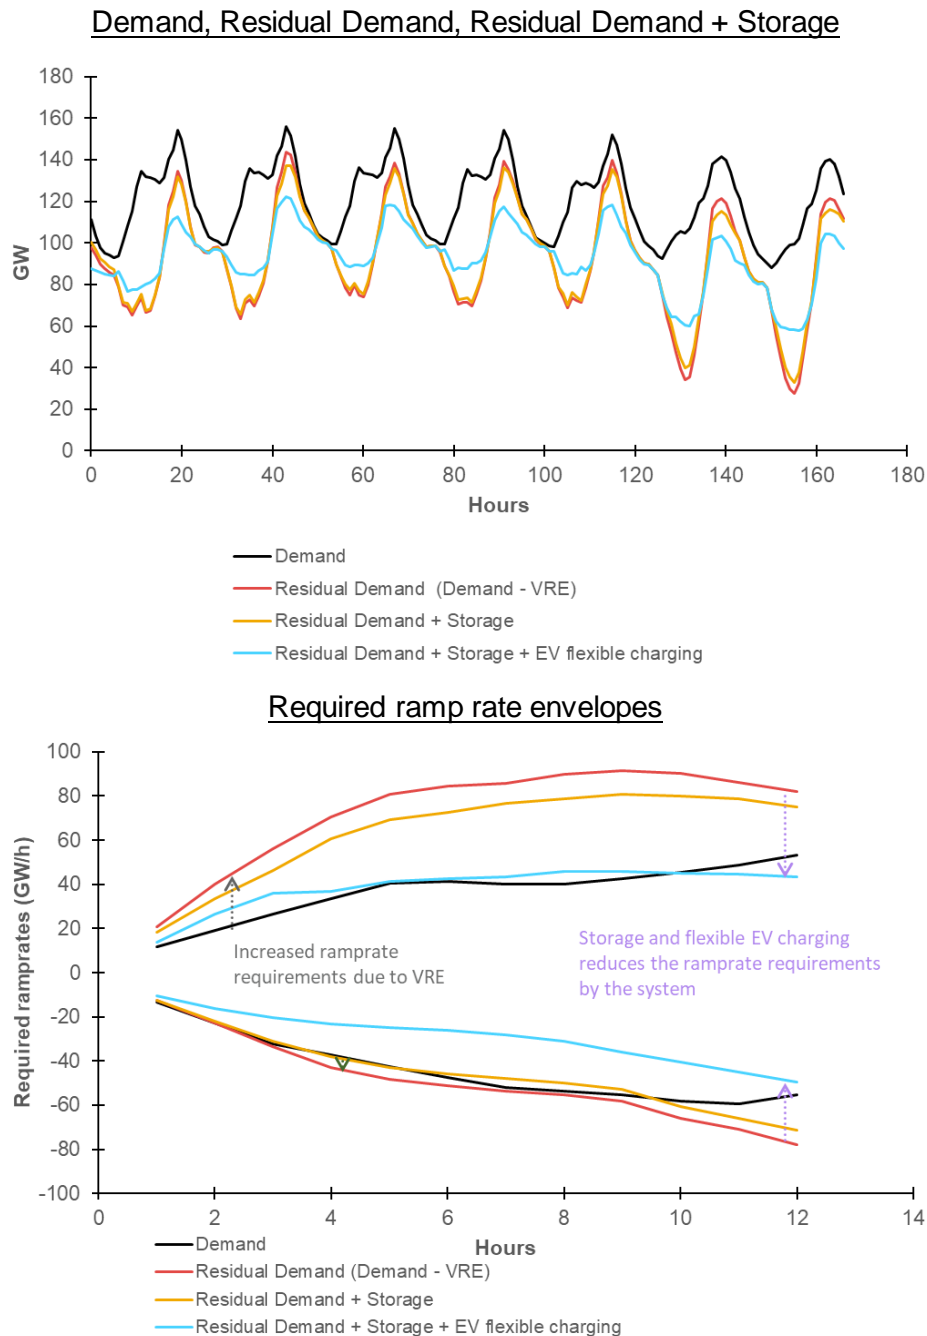 Demand, Residual Demand, Residual Demand + Storage
180
160
140
120
100
80
60
40
20
0
GW
0 20 40 60 80 100 120 140 160 180
Hours
Demand
Residual Demand (Demand - VRE)
Residual Demand + Storage
Residual Demand + Storage + EV flexible charging
Required ramp rate envelopes
100
80
60
40
20
0
-20
-40
-60
-80
-100
Required ramprates (GW/h)
Increased ramprate
requirements due to VRE
Storage and flexible EV charging
reduces the ramprate requirements
by the system
0 2 4 6 8 10 12 14
Hours
Demand
Residual Demand (Demand - VRE)
Residual Demand + Storage
Residual Demand + Storage + EV flexible charging